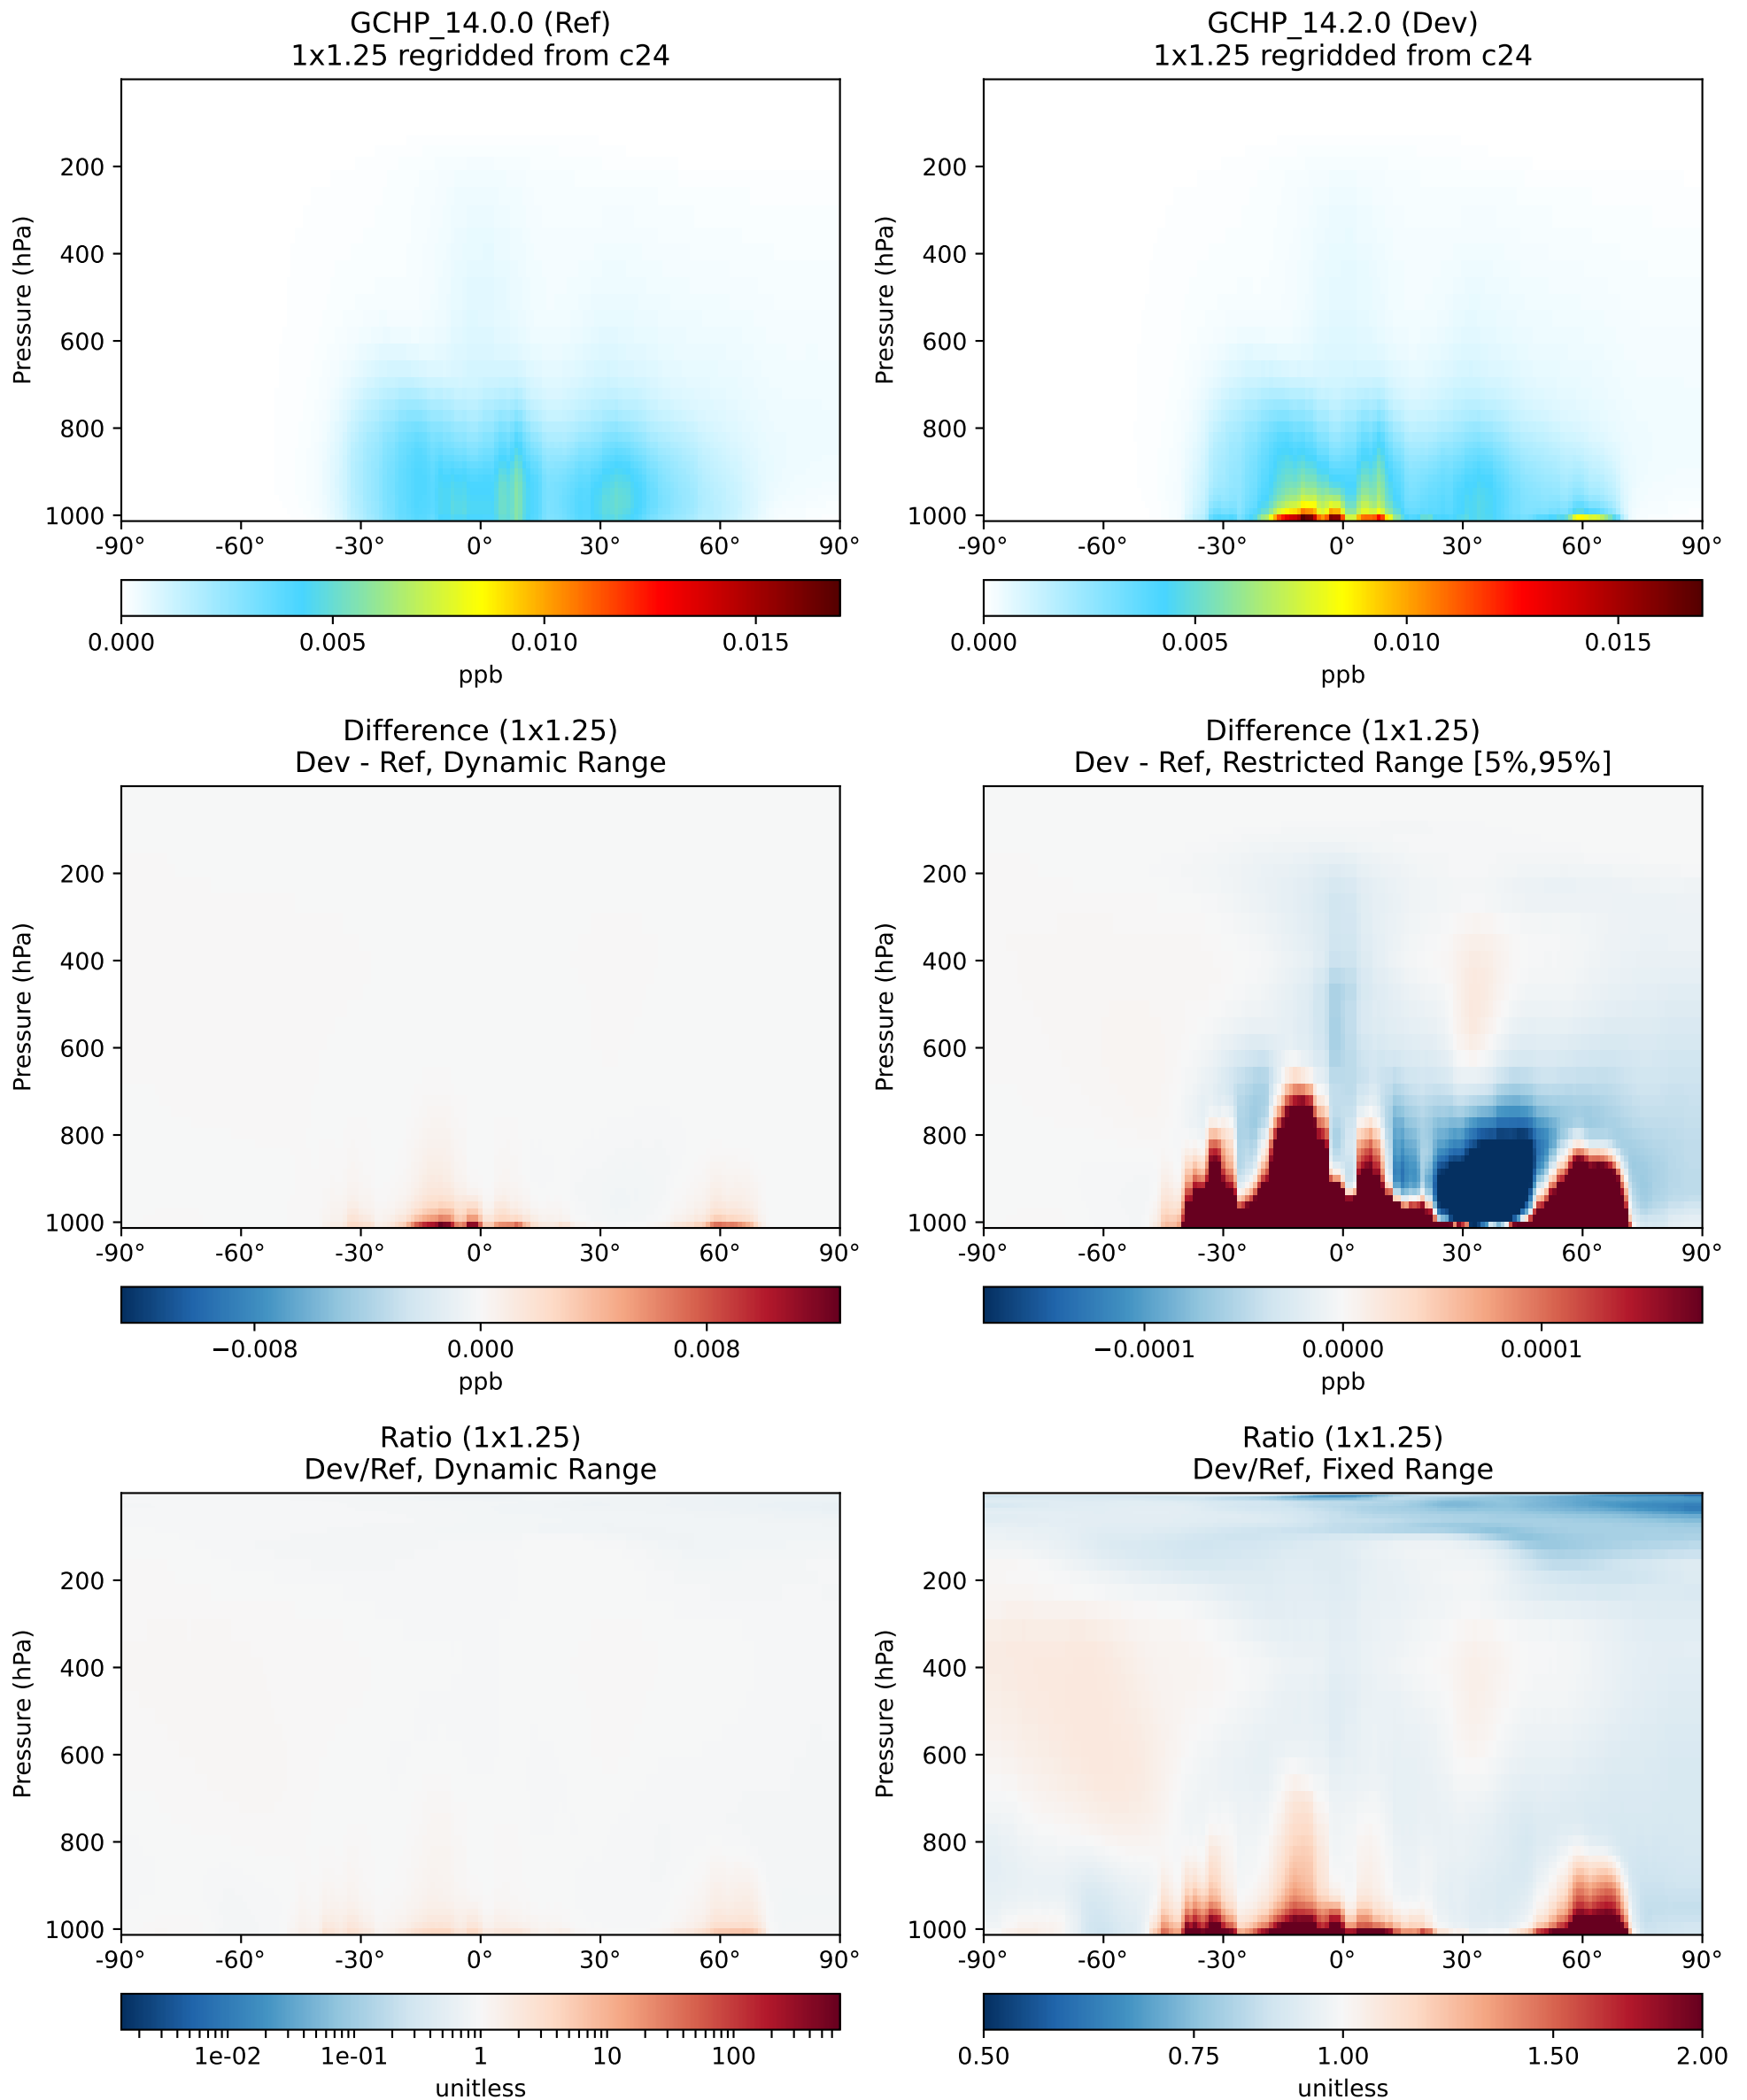 GCHP_14.0.0 (Ref)
1x1.25 regridded from c24
Pressure (hPa)
200
400
600
800
1000
-90° -60° -30° 0° 30° 60° 90°
0.000 0.005 0.010 0.015
ppb
GCHP_14.2.0 (Dev)
1x1.25 regridded from c24
Pressure (hPa)
200
400
600
800
1000
-90° -60° -30° 0° 30° 60° 90°
0.000 0.005 0.010 0.015
ppb
Difference (1x1.25)
Dev - Ref, Dynamic Range
Pressure (hPa)
200
400
600
800
1000
-90° -60° -30° 0° 30° 60° 90°
−0.008 0.000 0.008
ppb
Difference (1x1.25)
Dev - Ref, Restricted Range [5%,95%]
Pressure (hPa)
200
400
600
800
1000
-90° -60° -30° 0° 30° 60° 90°
−0.0001 0.0000 0.0001
ppb
Ratio (1x1.25)
Dev/Ref, Dynamic Range
Pressure (hPa)
200
400
600
800
1000
-90° -60° -30° 0° 30° 60° 90°
1e-02 1e-01 1 10 100
unitless
Ratio (1x1.25)
Dev/Ref, Fixed Range
Pressure (hPa)
200
400
600
800
1000
-90° -60° -30° 0° 30° 60° 90°
0.50 0.75 1.00 1.50 2.00
unitless